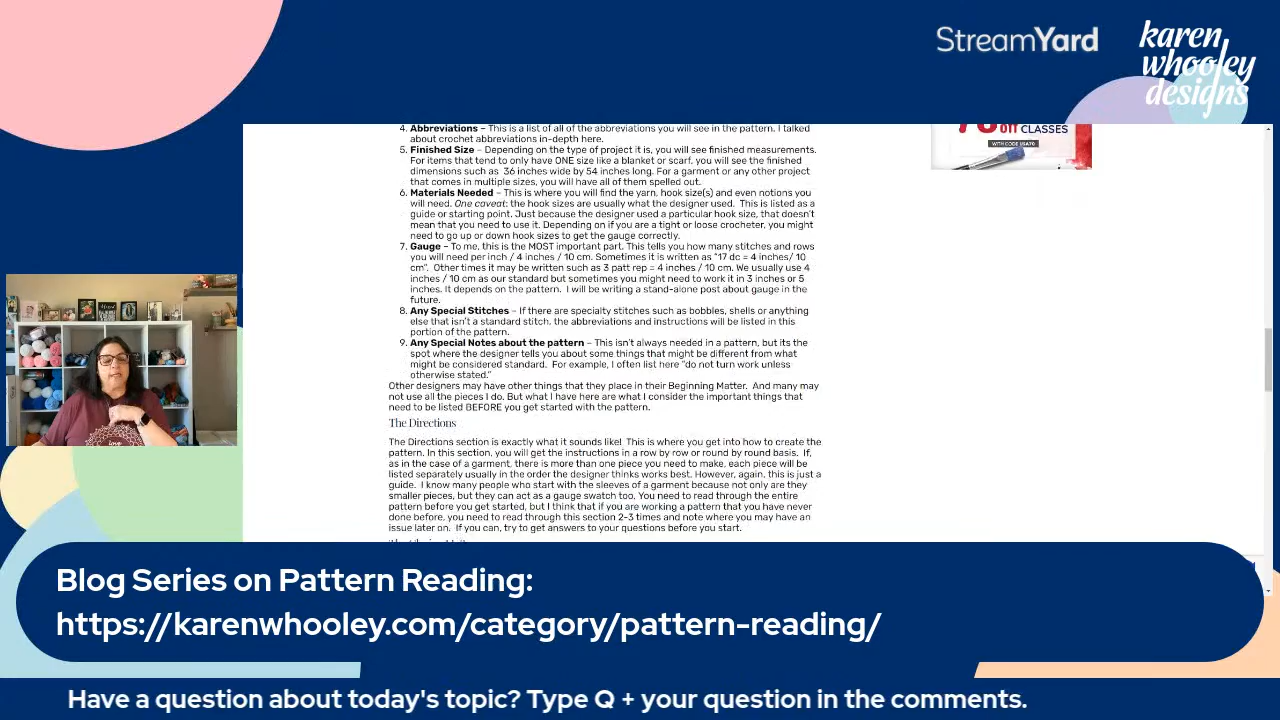 StreamYard
karen
whooley
designs
off CLASSES
WITH CODE
4. Abbreviations – This is a list of all of the abbreviations you will see in the pattern. I talked
about crochet abbreviations in-depth here.
5. Finished Size – Depending on the type of project it is, you will see finished measurements.
For items that tend to only have ONE size like a blanket or scarf, you will see the finished
dimensions such as 36 inches wide by 54 inches long. For a garment or any other project
that comes in multiple sizes, you will have all of them spelled out.
6. Materials Needed – This is where you will find the yarn, hook size(s) and even notions you
will need. One caveat: the hook sizes are usually what the designer used. This is listed as a
guide or starting point. Just because the designer used a particular hook size, that doesn't
mean that you need to use it. Depending on if you are a tight or loose crocheter, you might
need to go up or down hook sizes to get the gauge correctly.
7. Gauge – To me, this is the MOST important part. This tells you how many stitches and rows
you will need per inch / 4 inches / 10 cm. Sometimes it is written as "17 dc = 4 inches/ 10
cm". Other times it may be written such as 3 patt rep = 4 inches / 10 cm. We usually use 4
inches / 10 cm as our standard but sometimes you might need to work it in 3 inches or 5
inches. It depends on the pattern. I will be writing a stand-alone post about gauge in the
future.
8. Any Special Stitches – If there are specialty stitches such as bobbles, shells or anything
else that isn't a standard stitch, the abbreviations and instructions will be listed in this
portion of the pattern.
9. Any Special Notes about the pattern – This isn't always needed in a pattern, but its the
spot where the designer tells you about some things that might be different from what
might be considered standard. For example, I often list here "do not turn work unless
otherwise stated."
Other designers may have other things that they place in their Beginning Matter. And many may
not use all the pieces I do. But what I have here are what I consider the important things that
need to be listed BEFORE you get started with the pattern.
The Directions
The Directions section is exactly what it sounds like! This is where you get into how to create the
pattern. In this section, you will get the instructions in a row by row or round by round basis. If,
as in the case of a garment, there is more than one piece you need to make, each piece will be
listed separately usually in the order the designer thinks works best. However, again, this is just a
guide. I know many people who start with the sleeves of a garment because not only are they
smaller pieces, but they can act as a gauge swatch too. You need to read through the entire
pattern before you get started, but I think that if you are working a pattern that you have never
done before, you need to read through this section 2-3 times and note where you may have an
issue later on. If you can, try to get answers to your questions before you start.
Blog Series on Pattern Reading:
https://karenwhooley.com/category/pattern-reading/
Have a question about today's topic? Type Q + your question in the comments.